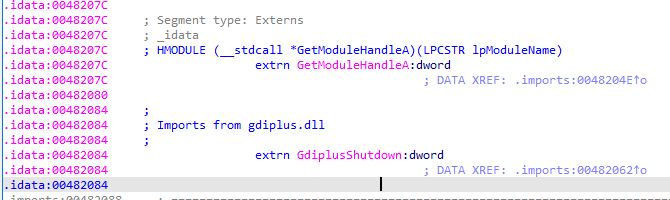 .idata:0048207C
.idata:0048207C ; Segment type: Externs
.idata:0048207C ; _idata
.idata:0048207C ; HMODULE (__stdcall *GetModuleHandleA)(LPCSTR lpModuleName)
.idata:0048207C extrn GetModuleHandleA:dword
.idata:0048207C ; DATA XREF: .imports:0048204E↑o
.idata:00482080
.idata:00482084 ;
.idata:00482084 ; Imports from gdiplus.dll
.idata:00482084 ;
.idata:00482084 extrn GdiplusShutdown:dword
.idata:00482084 ; DATA XREF: .imports:00482062↑o
.idata:00482084
.imports:00482088 ;